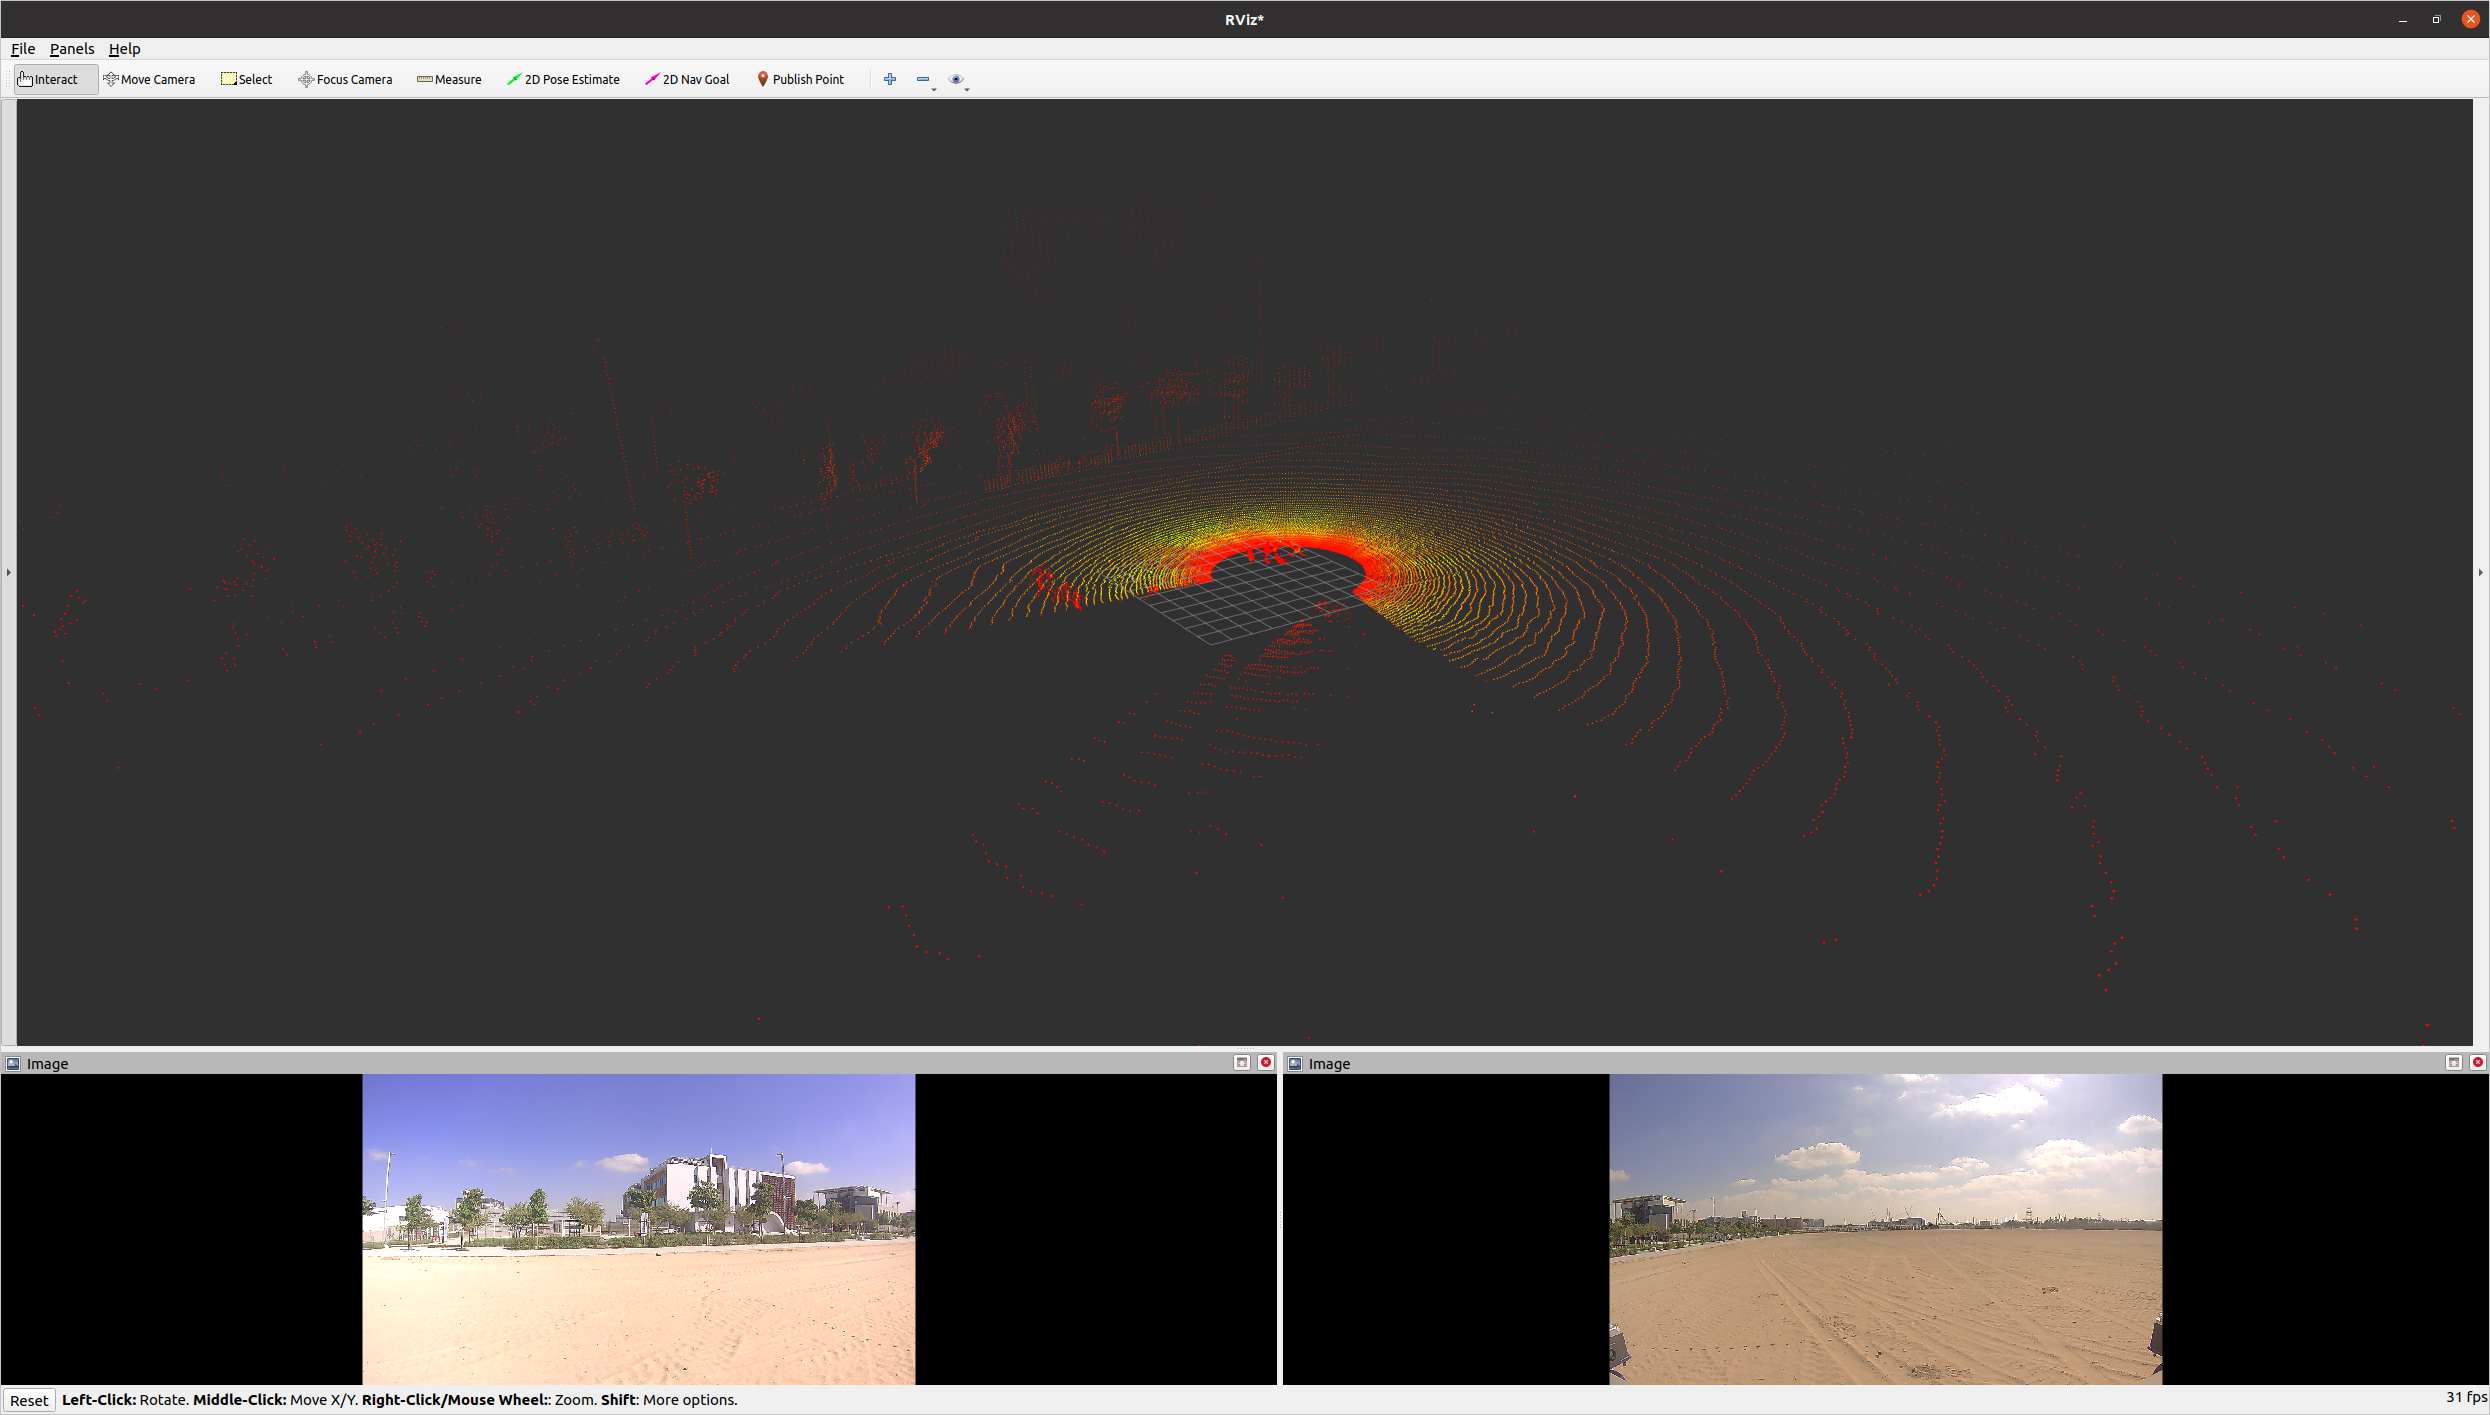 RViz*
File Panels Help
Interact Move Camera Select Focus Camera Measure 2D Pose Estimate 2D Nav Goal Publish Point
Image
Image
Reset Left-Click: Rotate. Middle-Click: Move X/Y. Right-Click/Mouse Wheel:: Zoom. Shift: More options.
31 fps